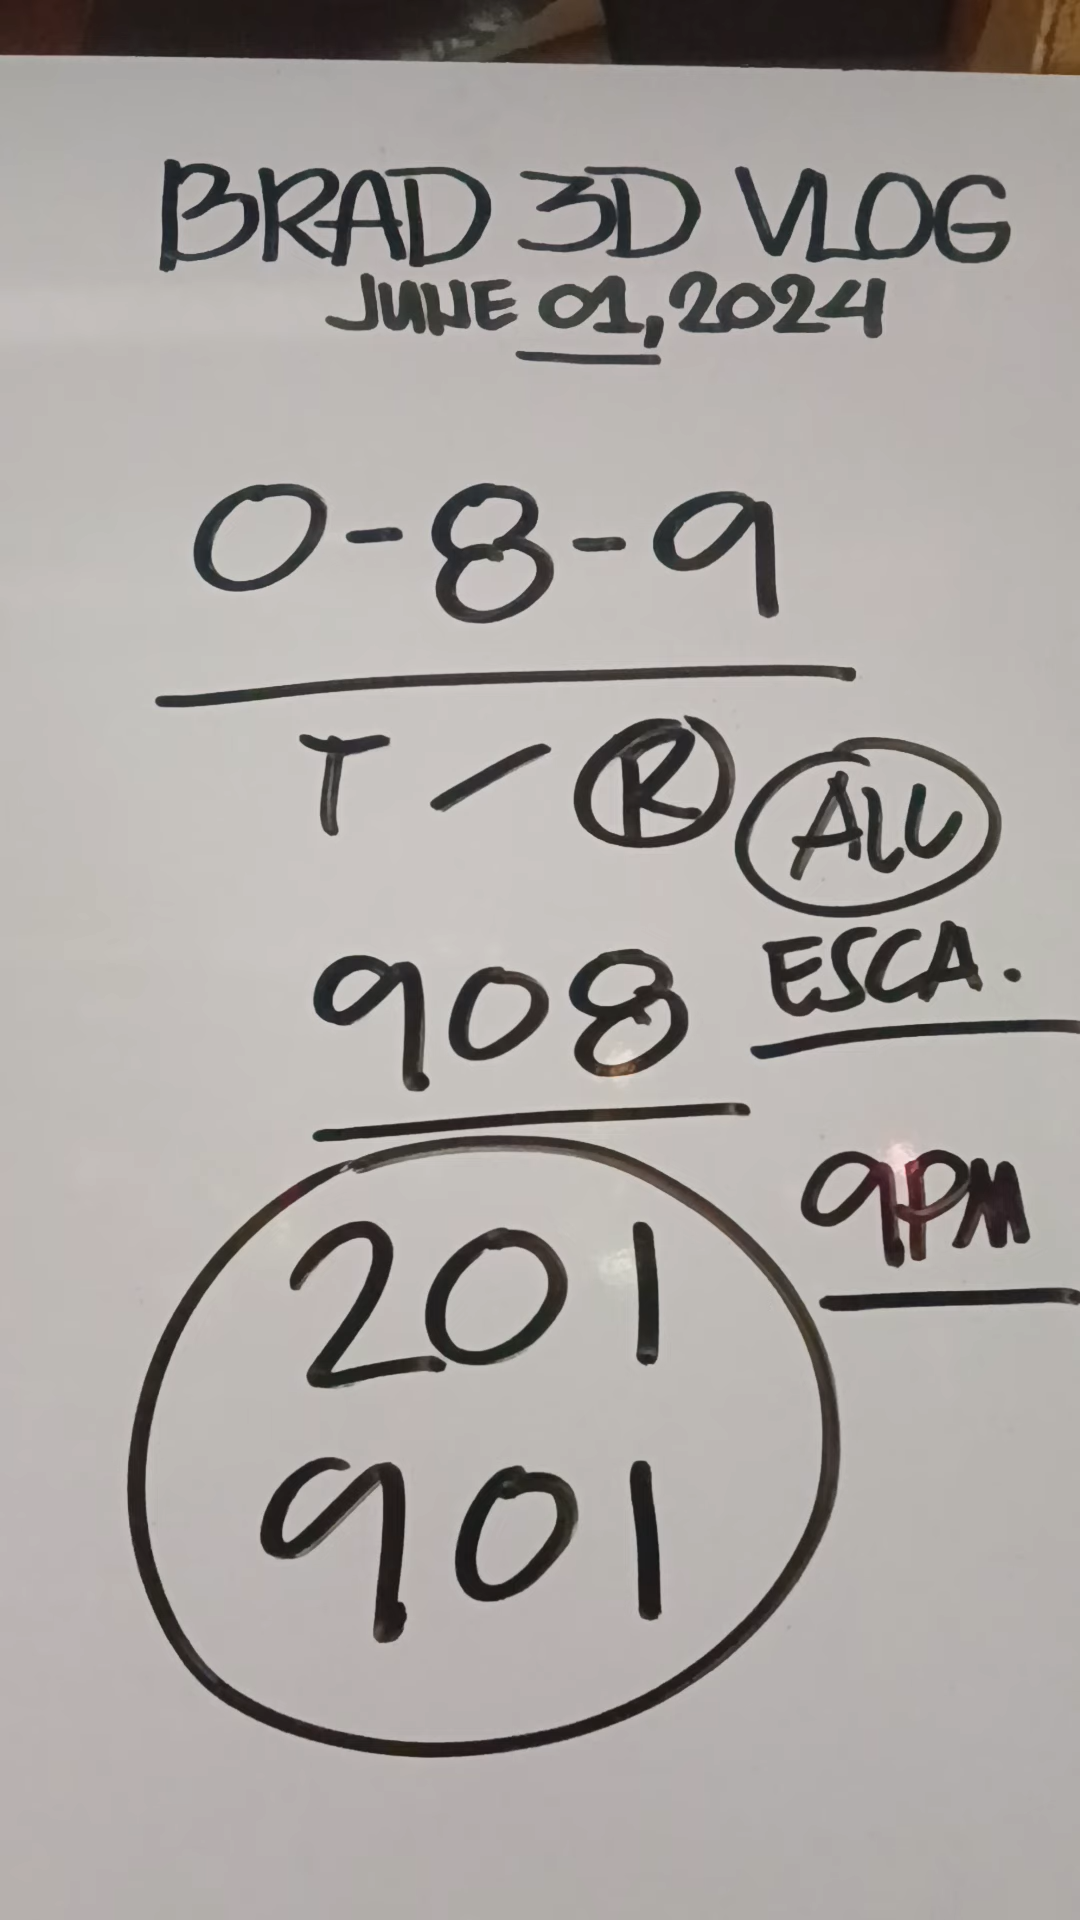 BRAD 3D VLOG
JUNE 01, 2024
0-8-9
T / R ALL
908 ESCA.
9PM
201
901